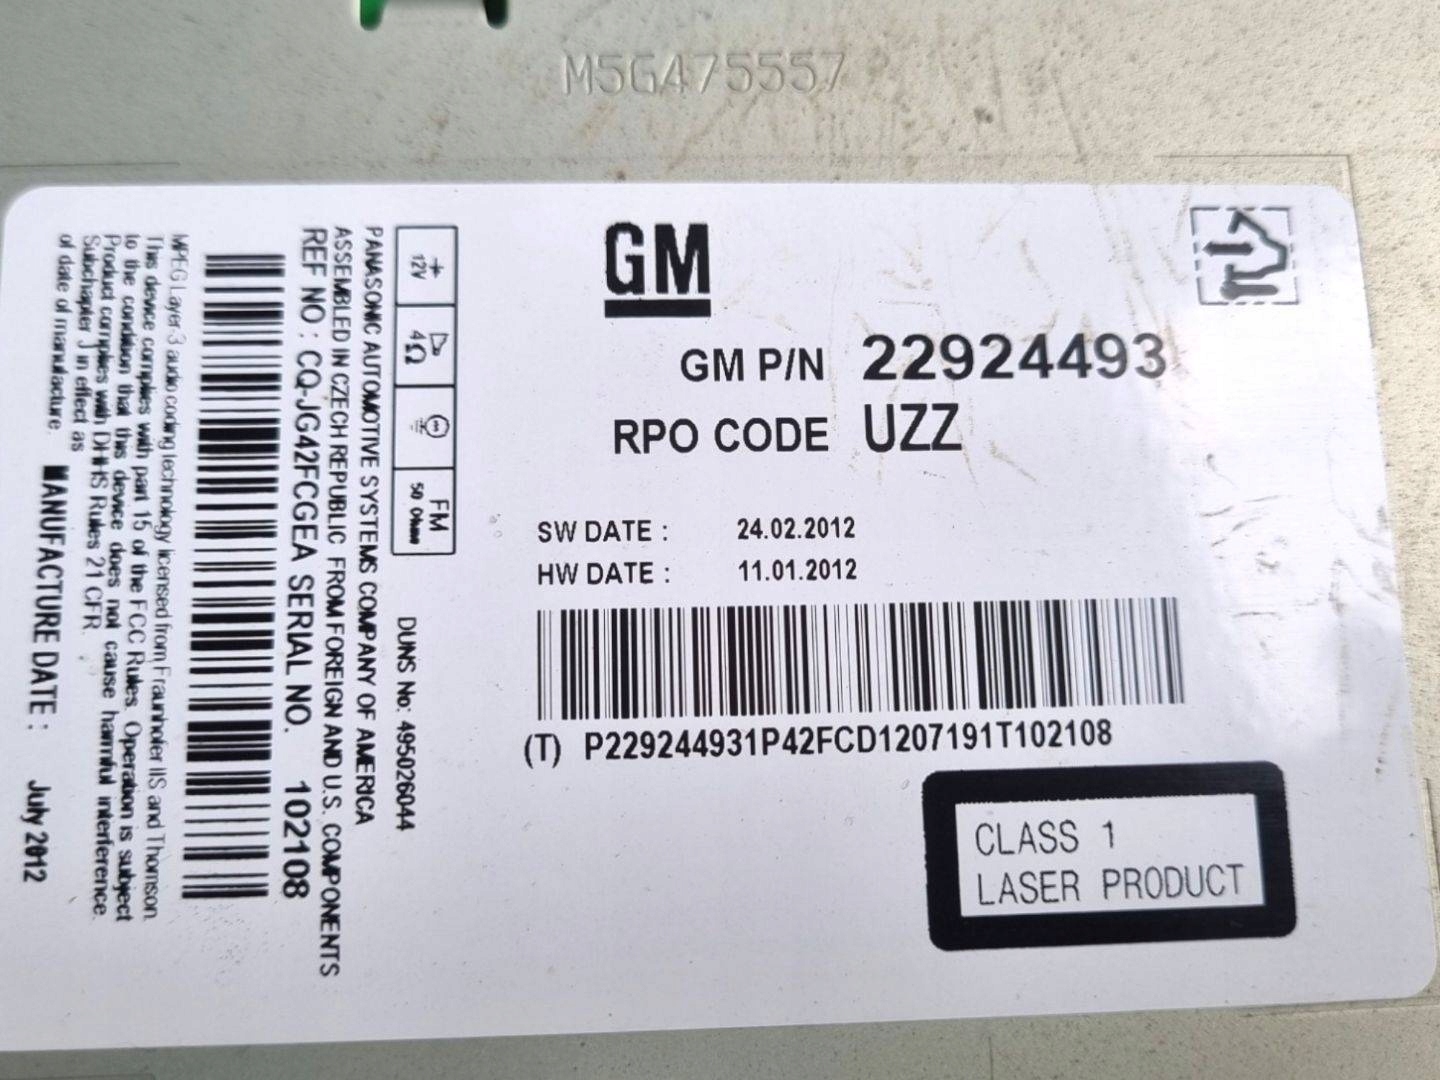 M5G475557
GM
GM P/N 22924493
RPO CODE UZZ
SW DATE : 24.02.2012
HW DATE : 11.01.2012
(T) P229244931P42FCD1207191T102108
CLASS 1
LASER PRODUCT
+ 12V
4Ω
FM 50 Ohms
DUNS No: 495026044
PANASONIC AUTOMOTIVE SYSTEMS COMPANY OF AMERICA
ASSEMBLED IN CZECH REPUBLIC FROM FOREIGN AND U.S. COMPONENTS
REF NO : CQ-JG42FCGEA SERIAL NO. 102108
MPEG Layer 3 audio coding technology licensed from Fraunhofer IIS and Thomson.
This device complies with part 15 of the FCC Rules. Operation is subject
to the condition that this device does not cause harmful interference.
Product complies with DHHS Rules 21 CFR.
Subchapter J in effect as
of date of manufacture.
MANUFACTURE DATE : July 2012